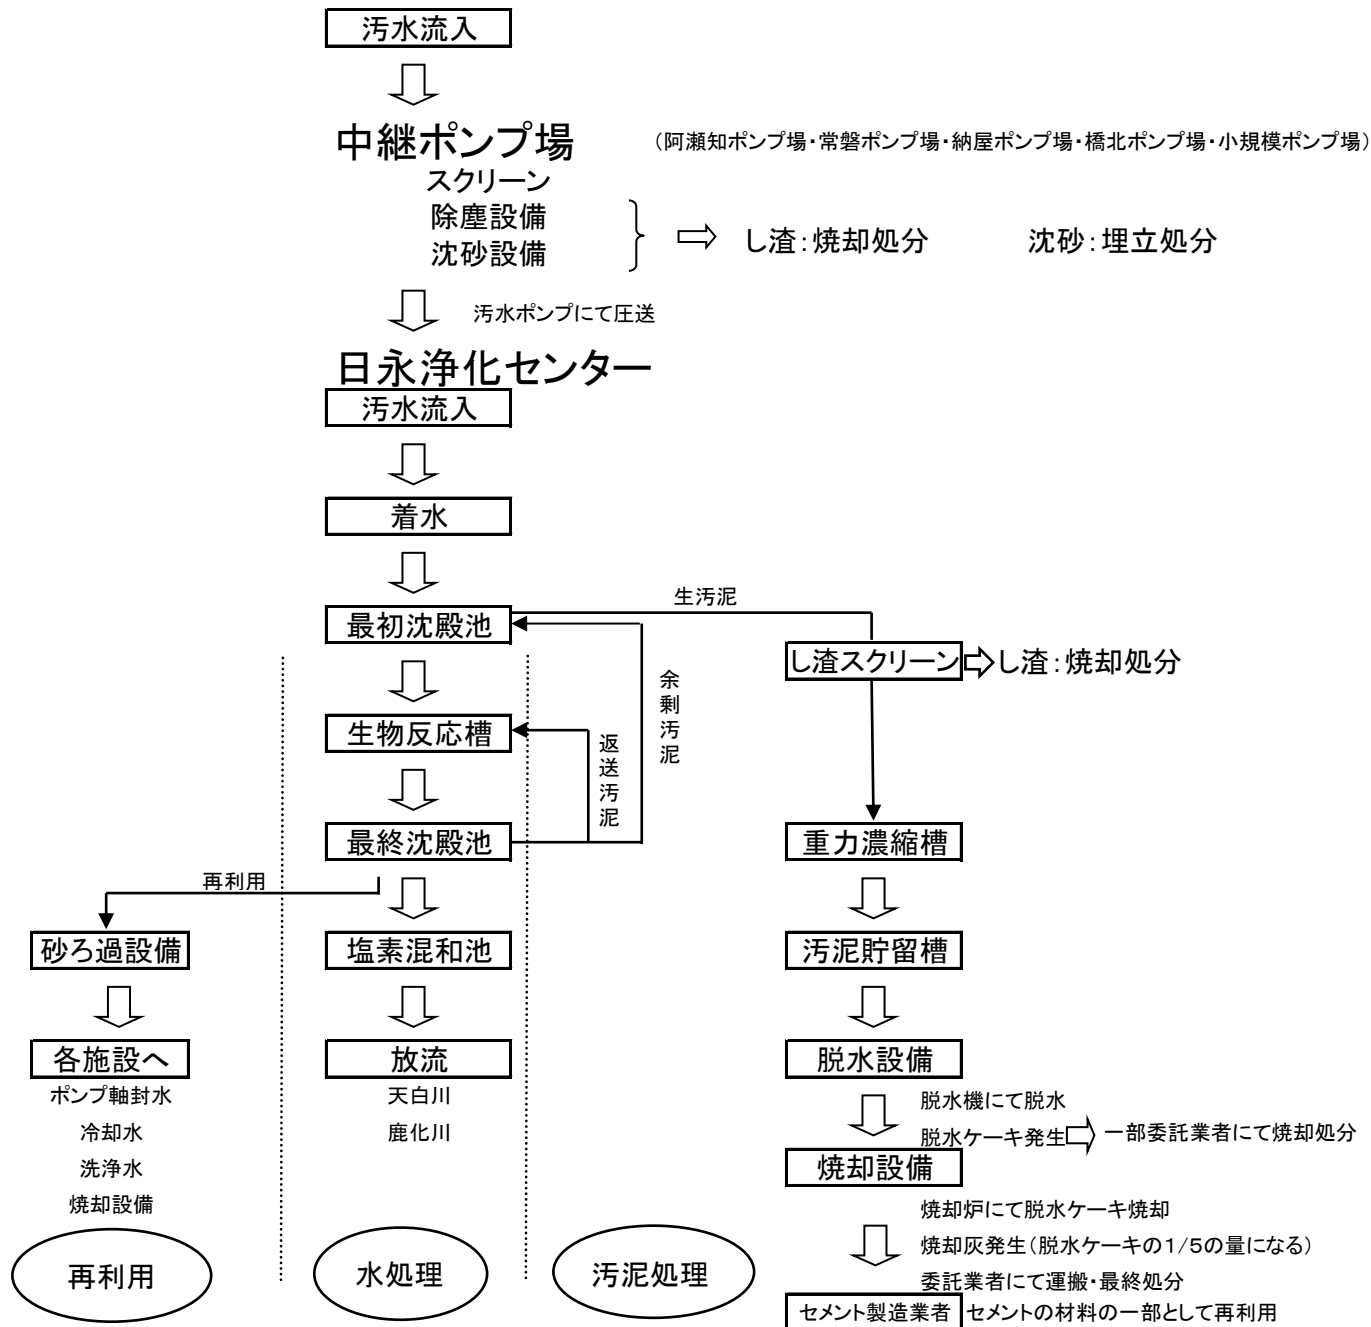 汚水流入
中継ポンプ場
(阿瀬知ポンプ場・常磐ポンプ場・納屋ポンプ場・橋北ポンプ場・小規模ポンプ場)
スクリーン
除塵設備
沈砂設備
し渣:焼却処分
沈砂:埋立処分
汚水ポンプにて圧送
日永浄化センター
汚水流入
着水
生汚泥
最初沈殿池
し渣スクリーン
し渣:焼却処分
余剰汚泥
生物反応槽
返送汚泥
最終沈殿池
重力濃縮槽
再利用
砂ろ過設備
塩素混和池
汚泥貯留槽
各施設へ
放流
脱水設備
ポンプ軸封水
天白川
脱水機にて脱水
冷却水
鹿化川
脱水ケーキ発生
一部委託業者にて焼却処分
洗浄水
焼却設備
焼却設備
焼却炉にて脱水ケーキ焼却
焼却灰発生(脱水ケーキの1/5の量になる)
委託業者にて運搬・最終処分
再利用
水処理
汚泥処理
セメント製造業者
セメントの材料の一部として再利用